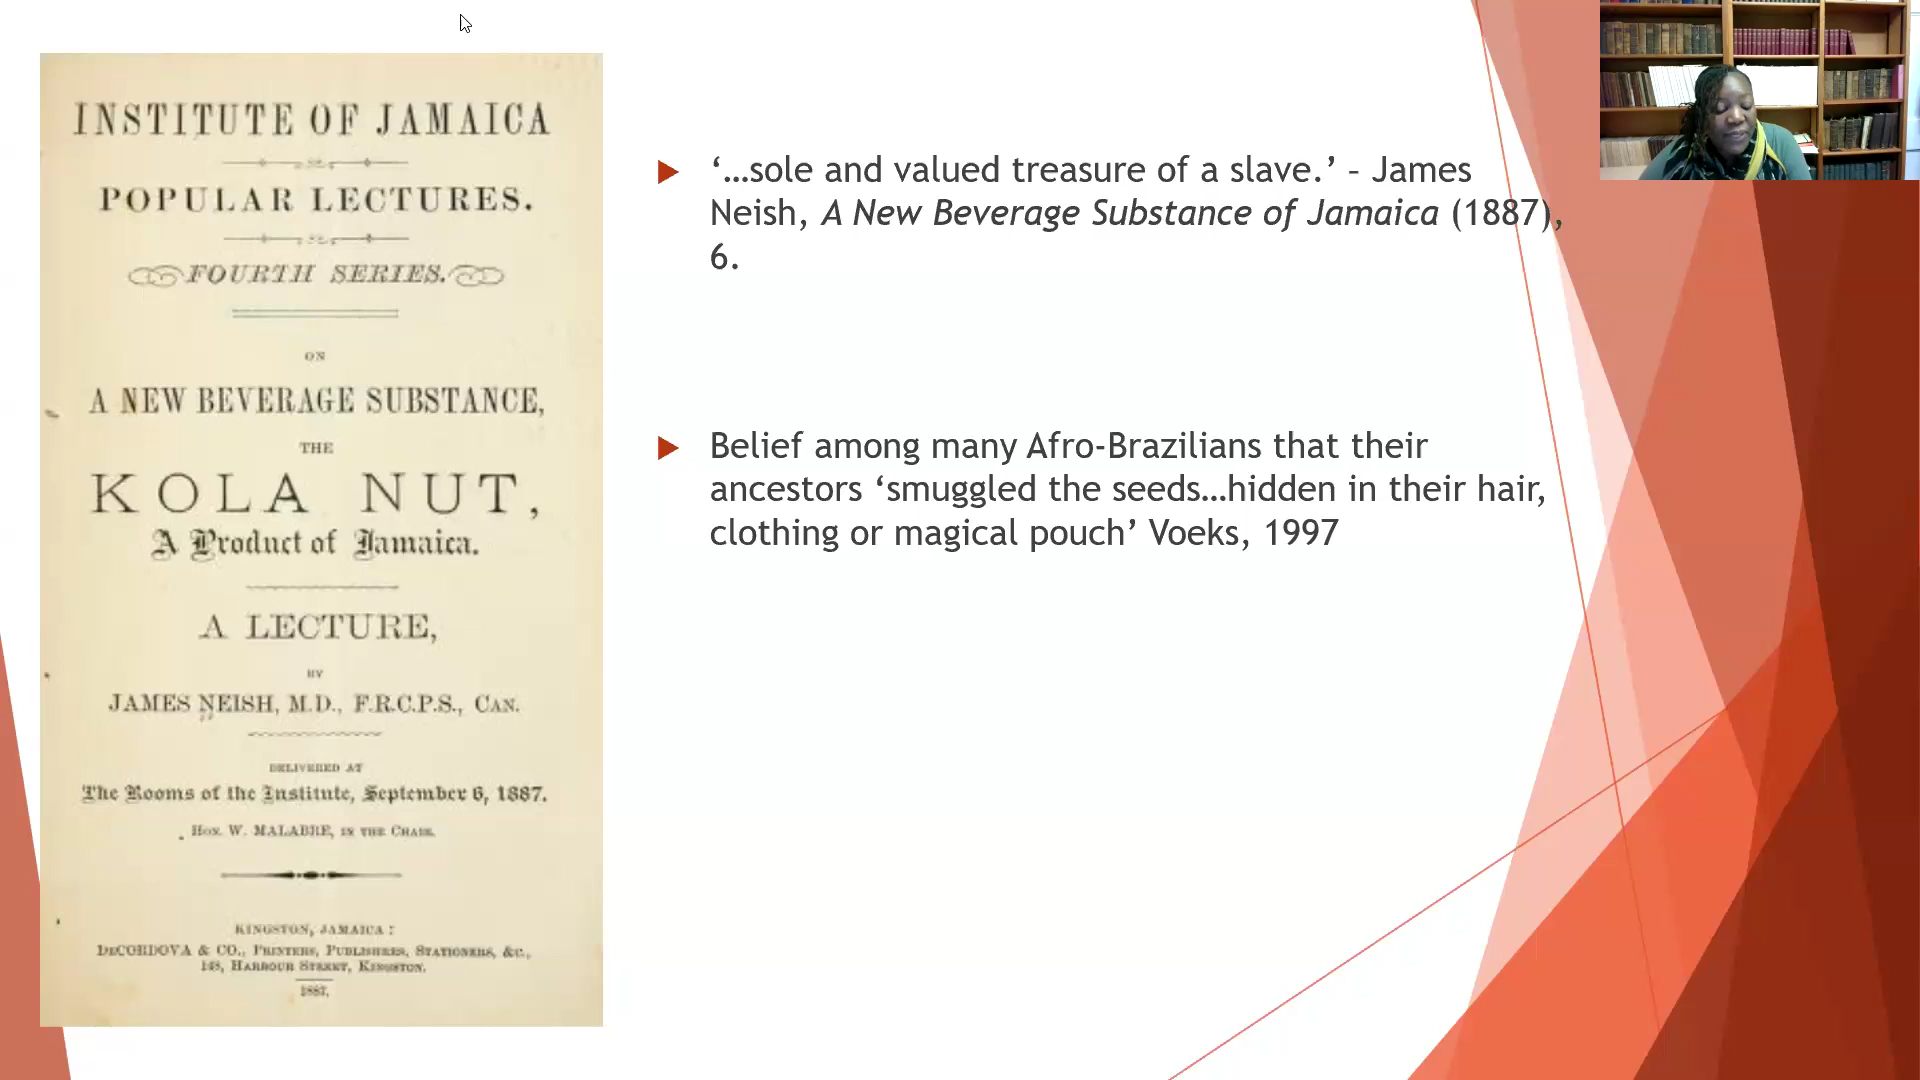 INSTITUTE OF JAMAICA
POPULAR LECTURES.
FOURTH SERIES.
ON
A NEW BEVERAGE SUBSTANCE,
THE
KOLA NUT,
A Product of Jamaica.
A LECTURE,
BY
JAMES NEISH, M.D., F.R.C.P.S., CAN.
DELIVERED AT
The Rooms of the Institute, September 6, 1887.
HON. W. MALABRE, IN THE CHAIR.
KINGSTON, JAMAICA:
DECORDOVA & CO., PRINTERS, PUBLISHERS, STATIONERS, &c.,
148, HARBOUR STREET, KINGSTON.
1887.
‘…sole and valued treasure of a slave.’ – James
Neish, A New Beverage Substance of Jamaica (1887),
6.
Belief among many Afro-Brazilians that their
ancestors ‘smuggled the seeds…hidden in their hair,
clothing or magical pouch’ Voeks, 1997